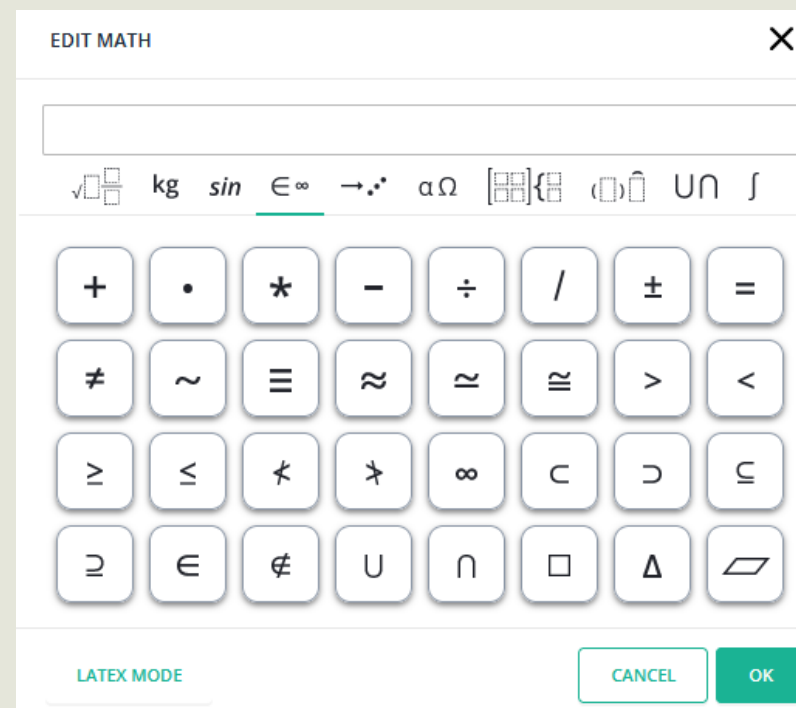 EDIT MATH
√□ □/□ kg sin ∈∞ → ⋰ αΩ [□□]{□ (□) □̂ ∪∩ ∫
+ • * − ÷ / ± =
≠ ~ ≡ ≈ ≃ ≅ > <
≥ ≤ ≮ ≯ ∞ ⊂ ⊃ ⊆
⊇ ∈ ∉ ∪ ∩ □ Δ ▱
LATEX MODE CANCEL OK